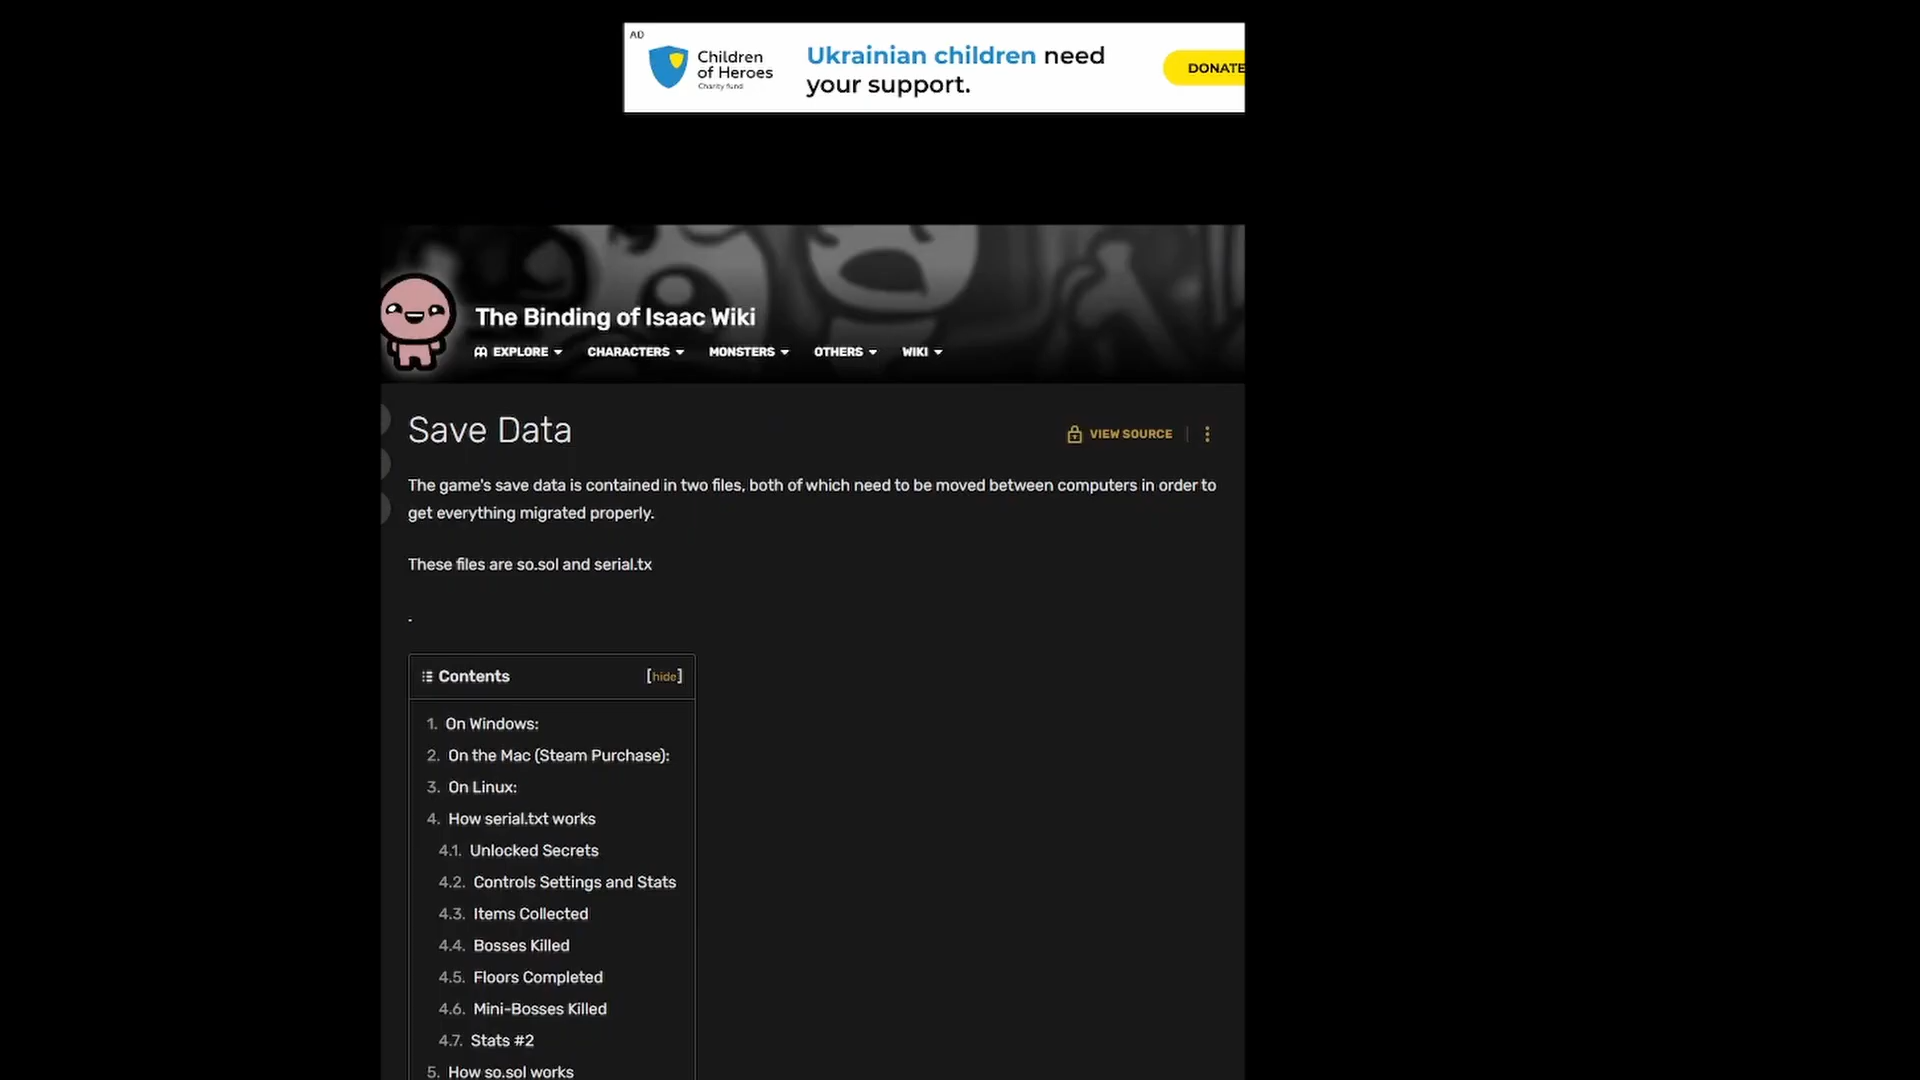 AD
Children
of Heroes
Charity fund
Ukrainian children need
your support.
DONATE
The Binding of Isaac Wiki
EXPLORE CHARACTERS MONSTERS OTHERS WIKI
Save Data
VIEW SOURCE
The game's save data is contained in two files, both of which need to be moved between computers in order to
get everything migrated properly.
These files are so.sol and serial.tx
.
Contents [hide]
1. On Windows:
2. On the Mac (Steam Purchase):
3. On Linux:
4. How serial.txt works
4.1. Unlocked Secrets
4.2. Controls Settings and Stats
4.3. Items Collected
4.4. Bosses Killed
4.5. Floors Completed
4.6. Mini-Bosses Killed
4.7. Stats #2
5. How so.sol works